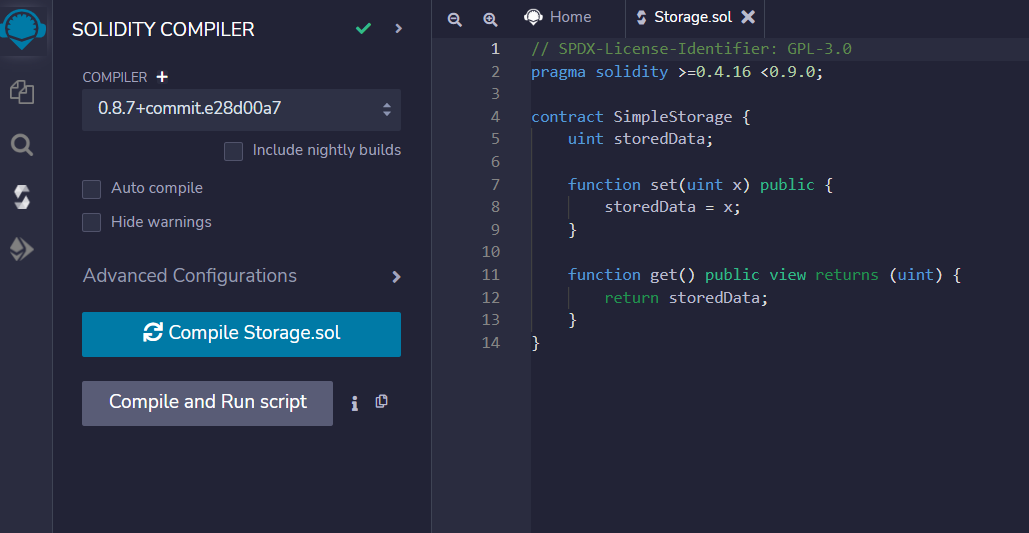 SOLIDITY COMPILER
COMPILER +
0.8.7+commit.e28d00a7
Include nightly builds
Auto compile
Hide warnings
Advanced Configurations
Compile Storage.sol
Compile and Run script
Home
Storage.sol
1 // SPDX-License-Identifier: GPL-3.0
2 pragma solidity >=0.4.16 <0.9.0;
3
4 contract SimpleStorage {
5     uint storedData;
6
7     function set(uint x) public {
8         storedData = x;
9     }
10
11     function get() public view returns (uint) {
12         return storedData;
13     }
14 }